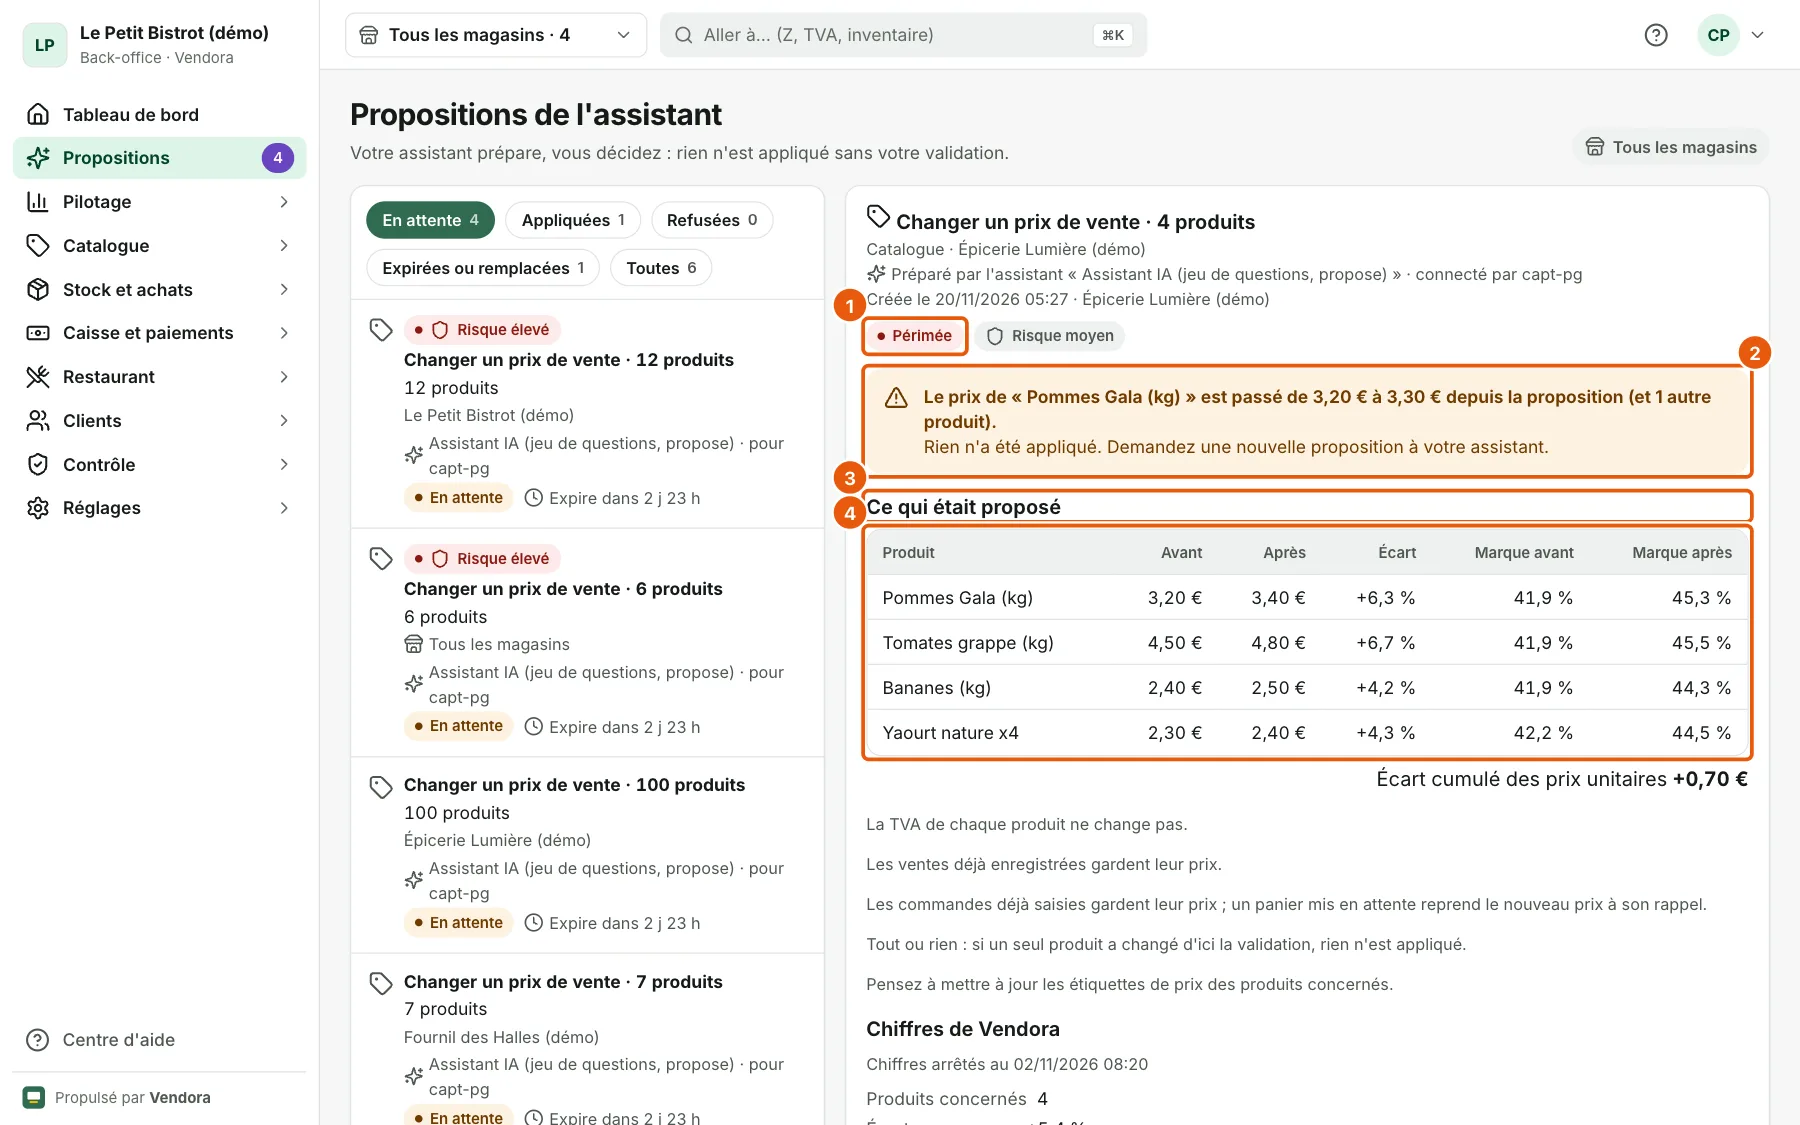 LP
Le Petit Bistrot (démo)
Back-office · Vendora
Tous les magasins · 4
Aller à... (Z, TVA, inventaire)
⌘K
CP
Tableau de bord
Propositions
4
Pilotage
Catalogue
Stock et achats
Caisse et paiements
Restaurant
Clients
Contrôle
Réglages
Centre d'aide
Propulsé par Vendora
Propositions de l'assistant
Votre assistant prépare, vous décidez : rien n'est appliqué sans votre validation.
Tous les magasins
En attente 4
Appliquées 1
Refusées 0
Expirées ou remplacées 1
Toutes 6
Risque élevé
Changer un prix de vente · 12 produits
12 produits
Le Petit Bistrot (démo)
Assistant IA (jeu de questions, propose) · pour
capt-pg
En attente
Expire dans 2 j 23 h
Risque élevé
Changer un prix de vente · 6 produits
6 produits
Tous les magasins
Assistant IA (jeu de questions, propose) · pour
capt-pg
En attente
Expire dans 2 j 23 h
Changer un prix de vente · 100 produits
100 produits
Épicerie Lumière (démo)
Assistant IA (jeu de questions, propose) · pour
capt-pg
En attente
Expire dans 2 j 23 h
Changer un prix de vente · 7 produits
7 produits
Fournil des Halles (démo)
Assistant IA (jeu de questions, propose) · pour
capt-pg
En attente
Expire dans 2 j 23 h
Changer un prix de vente · 4 produits
Catalogue · Épicerie Lumière (démo)
Préparé par l'assistant « Assistant IA (jeu de questions, propose) » · connecté par capt-pg
Créée le 20/11/2026 05:27 · Épicerie Lumière (démo)
1
Périmée
Risque moyen
2
Le prix de « Pommes Gala (kg) » est passé de 3,20 € à 3,30 € depuis la proposition (et 1 autre
produit).
Rien n'a été appliqué. Demandez une nouvelle proposition à votre assistant.
3
Ce qui était proposé
4
Produit Avant Après Écart Marque avant Marque après
Pommes Gala (kg) 3,20 € 3,40 € +6,3 % 41,9 % 45,3 %
Tomates grappe (kg) 4,50 € 4,80 € +6,7 % 41,9 % 45,5 %
Bananes (kg) 2,40 € 2,50 € +4,2 % 41,9 % 44,3 %
Yaourt nature x4 2,30 € 2,40 € +4,3 % 42,2 % 44,5 %
Écart cumulé des prix unitaires +0,70 €
La TVA de chaque produit ne change pas.
Les ventes déjà enregistrées gardent leur prix.
Les commandes déjà saisies gardent leur prix ; un panier mis en attente reprend le nouveau prix à son rappel.
Tout ou rien : si un seul produit a changé d'ici la validation, rien n'est appliqué.
Pensez à mettre à jour les étiquettes de prix des produits concernés.
Chiffres de Vendora
Chiffres arrêtés au 02/11/2026 08:20
Produits concernés 4